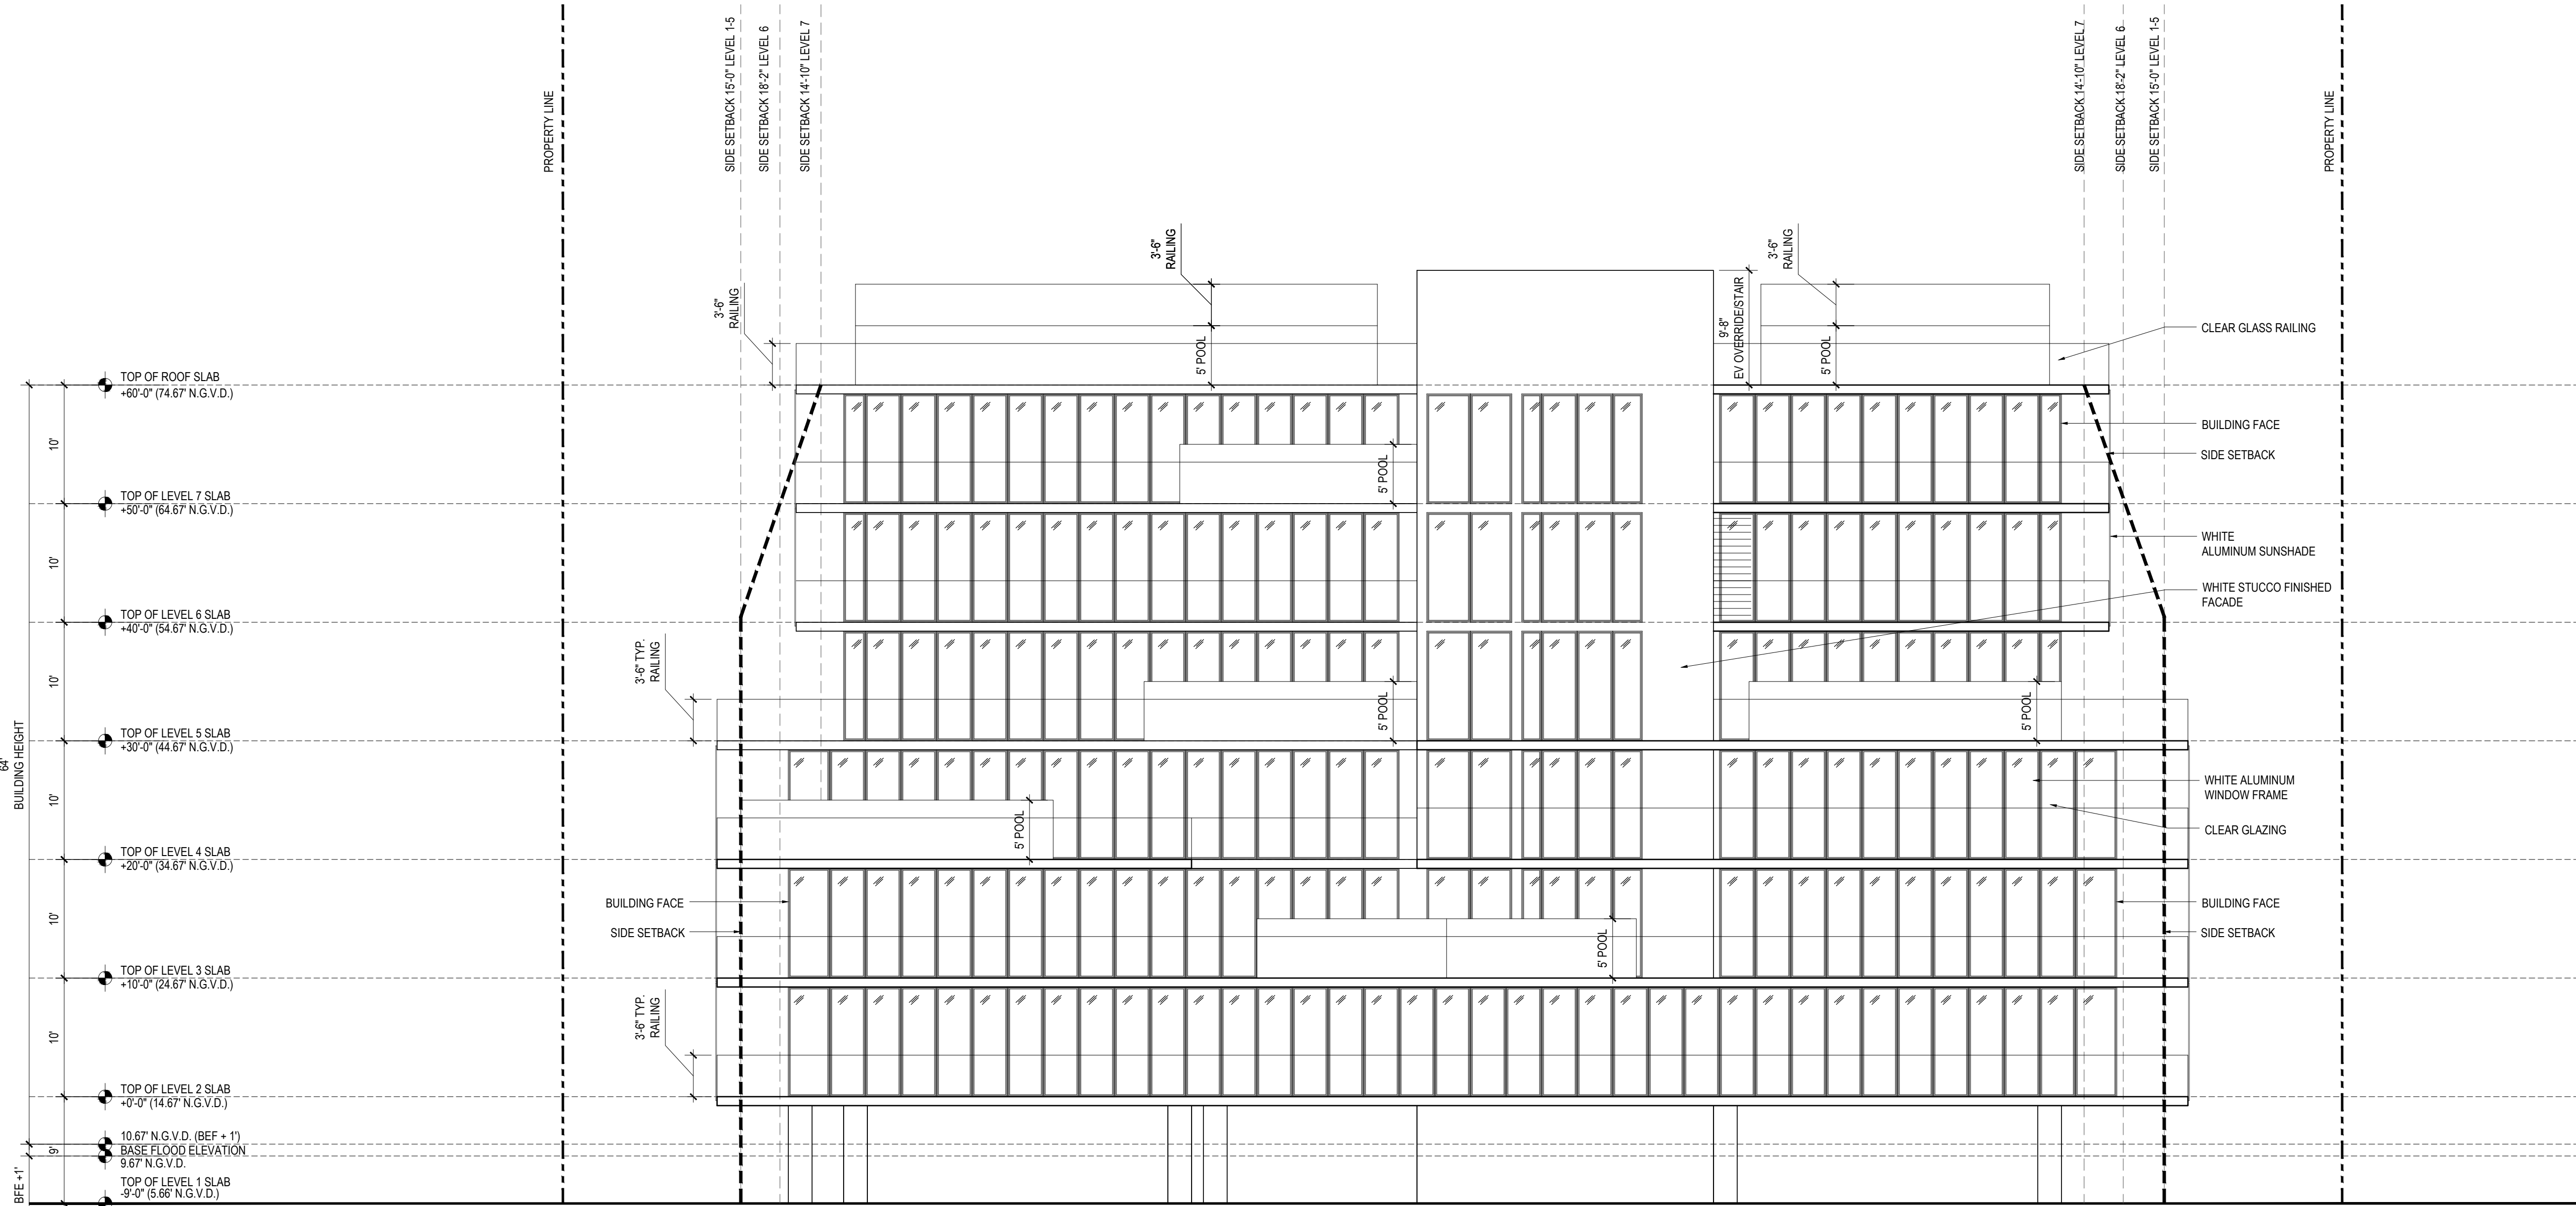 PROPERTY LINE
SIDE SETBACK 15'-0" LEVEL 1-5
SIDE SETBACK 18'-2" LEVEL 6
SIDE SETBACK 14'-10" LEVEL 7
SIDE SETBACK 14'-10" LEVEL 7
SIDE SETBACK 18'-2" LEVEL 6
SIDE SETBACK 15'-0" LEVEL 1-5
PROPERTY LINE
3'-6"
RAILING
3'-6"
RAILING
3'-6"
RAILING
5' POOL
9'-8"
EV OVERRIDE/STAIR
5' POOL
CLEAR GLASS RAILING
TOP OF ROOF SLAB
+60'-0" (74.67' N.G.V.D.)
10'
5' POOL
BUILDING FACE
SIDE SETBACK
TOP OF LEVEL 7 SLAB
+50'-0" (64.67' N.G.V.D.)
10'
WHITE
ALUMINUM SUNSHADE
WHITE STUCCO FINISHED
FACADE
TOP OF LEVEL 6 SLAB
+40'-0" (54.67' N.G.V.D.)
10'
3'-6" TYP.
RAILING
5' POOL
5' POOL
TOP OF LEVEL 5 SLAB
+30'-0" (44.67' N.G.V.D.)
64'
BUILDING HEIGHT
10'
5' POOL
WHITE ALUMINUM
WINDOW FRAME
CLEAR GLAZING
TOP OF LEVEL 4 SLAB
+20'-0" (34.67' N.G.V.D.)
10'
BUILDING FACE
SIDE SETBACK
5' POOL
BUILDING FACE
SIDE SETBACK
TOP OF LEVEL 3 SLAB
+10'-0" (24.67' N.G.V.D.)
10'
3'-6" TYP.
RAILING
TOP OF LEVEL 2 SLAB
+0'-0" (14.67' N.G.V.D.)
10.67' N.G.V.D. (BEF + 1')
BASE FLOOD ELEVATION
9.67' N.G.V.D.
9'
BFE +1'
TOP OF LEVEL 1 SLAB
-9'-0" (5.66' N.G.V.D.)